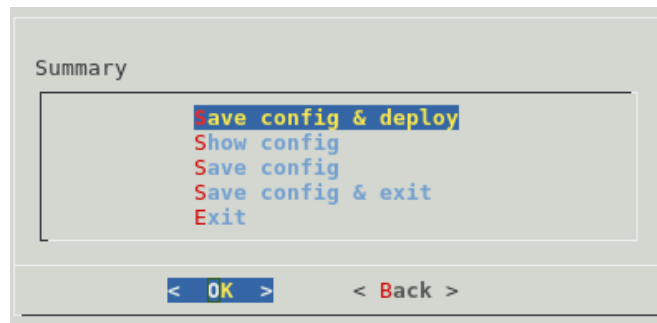 Summary
Save config & deploy
Show config
Save config
Save config & exit
Exit
< OK > < Back >